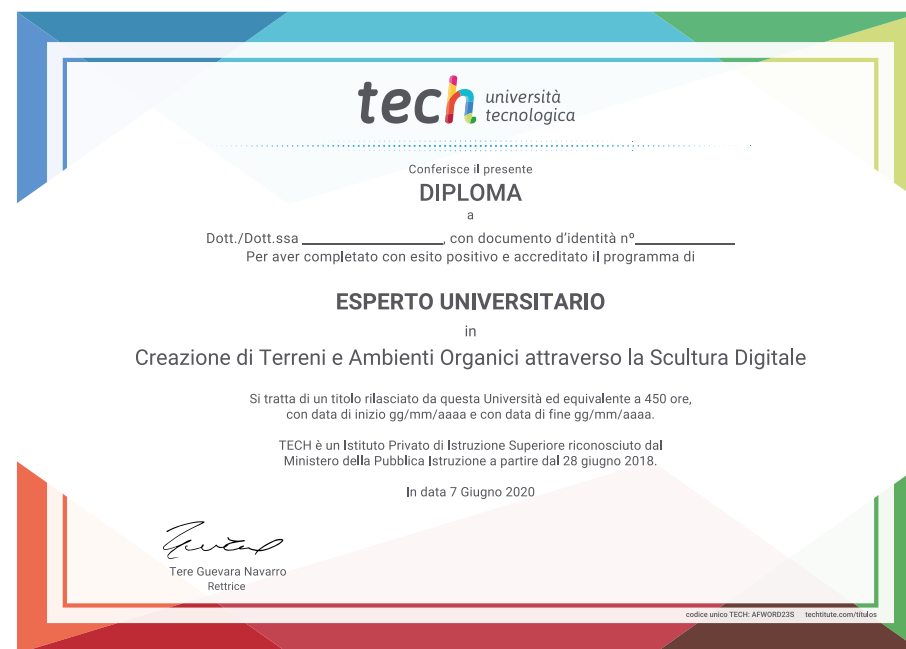 tech università
tecnologica
Conferisce il presente
DIPLOMA
a
Dott./Dott.ssa ____________________, con documento d'identità nº______________
Per aver completato con esito positivo e accreditato il programma di
ESPERTO UNIVERSITARIO
in
Creazione di Terreni e Ambienti Organici attraverso la Scultura Digitale
Si tratta di un titolo rilasciato da questa Università ed equivalente a 450 ore,
con data di inizio gg/mm/aaaa e con data di fine gg/mm/aaaa.
TECH è un Istituto Privato di Istruzione Superiore riconosciuto dal
Ministero della Pubblica Istruzione a partire dal 28 giugno 2018.
In data 7 Giugno 2020
Tere Guevara Navarro
Rettrice
codice unico TECH: AFWORD23S techtitute.com/titulos